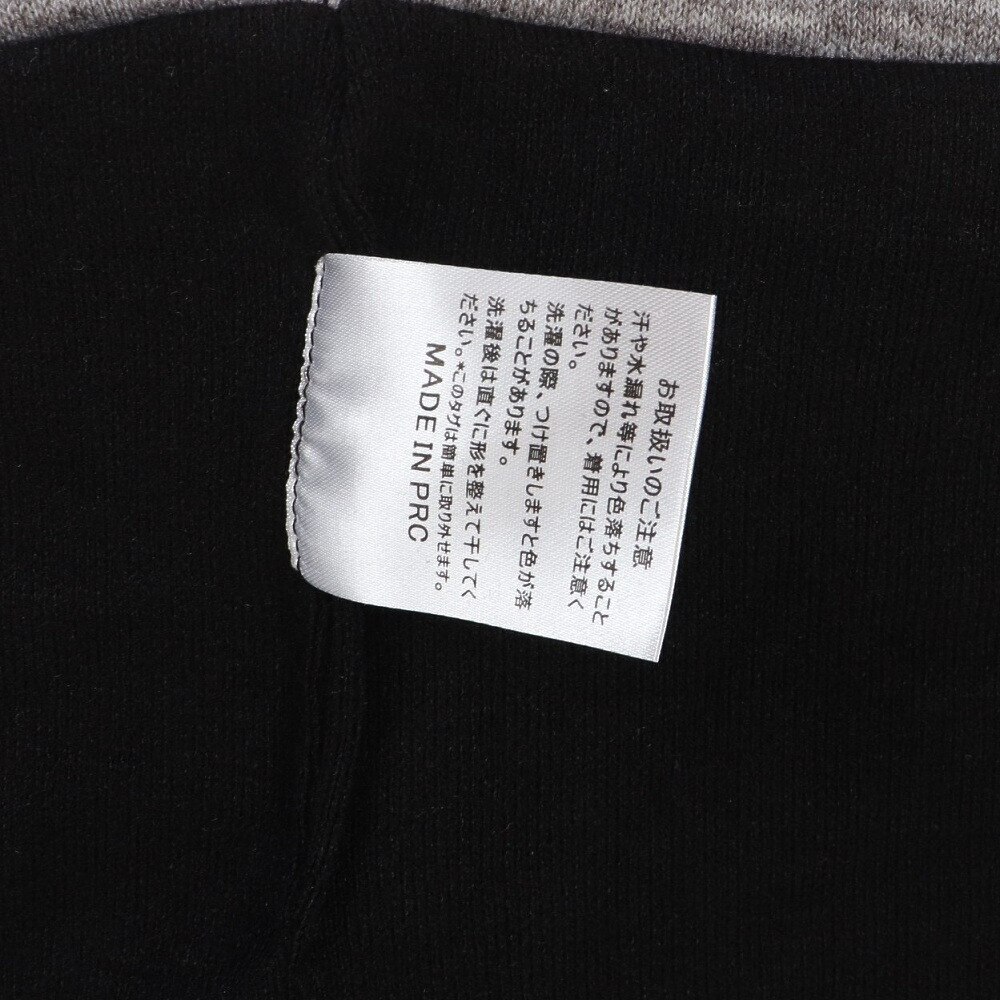 お取扱いのご注意
汗や水漏れ等により色落ちすること
がありますので、着用にはご注意く
ださい。
洗濯の際、つけ置きしますと色が落
ちることがあります。
洗濯後は直ぐに形を整えて干してく
ださい。*このタグは簡単に取り外せます。
MADE IN PRC